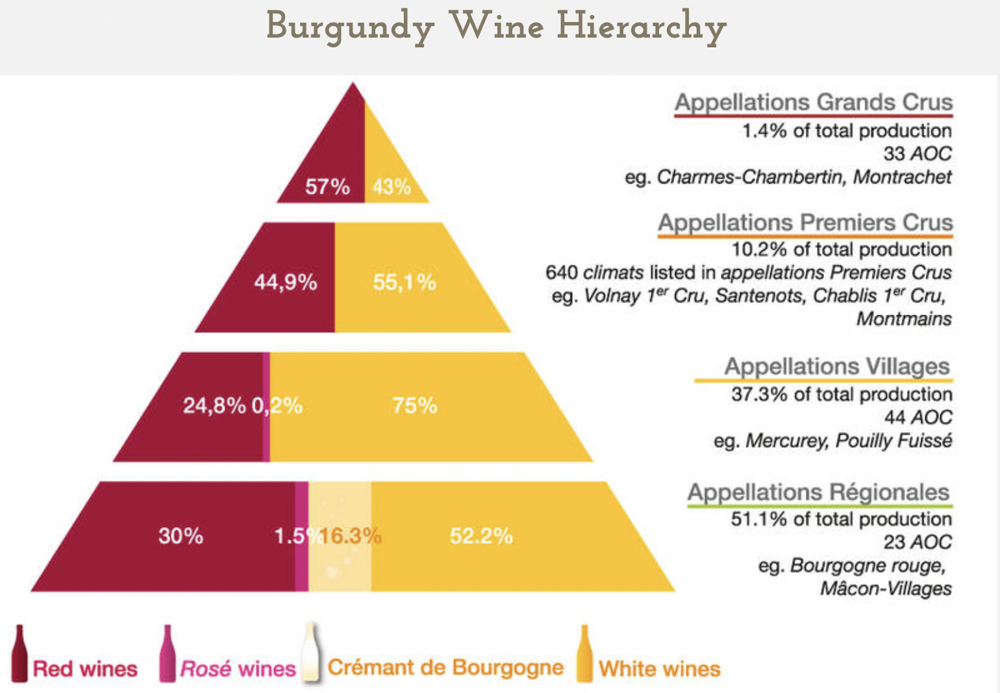 Burgundy Wine Hierarchy
57% 43%
Appellations Grands Crus
1.4% of total production
33 AOC
eg. Charmes-Chambertin, Montrachet
44,9% 55,1%
Appellations Premiers Crus
10.2% of total production
640 climats listed in appellations Premiers Crus
eg. Volnay 1er Cru, Santenots, Chablis 1er Cru,
Montmains
24,8% 0,2% 75%
Appellations Villages
37.3% of total production
44 AOC
eg. Mercurey, Pouilly Fuissé
30% 1.5% 16.3% 52.2%
Appellations Régionales
51.1% of total production
23 AOC
eg. Bourgogne rouge,
Mâcon-Villages
Red wines Rosé wines Crémant de Bourgogne White wines